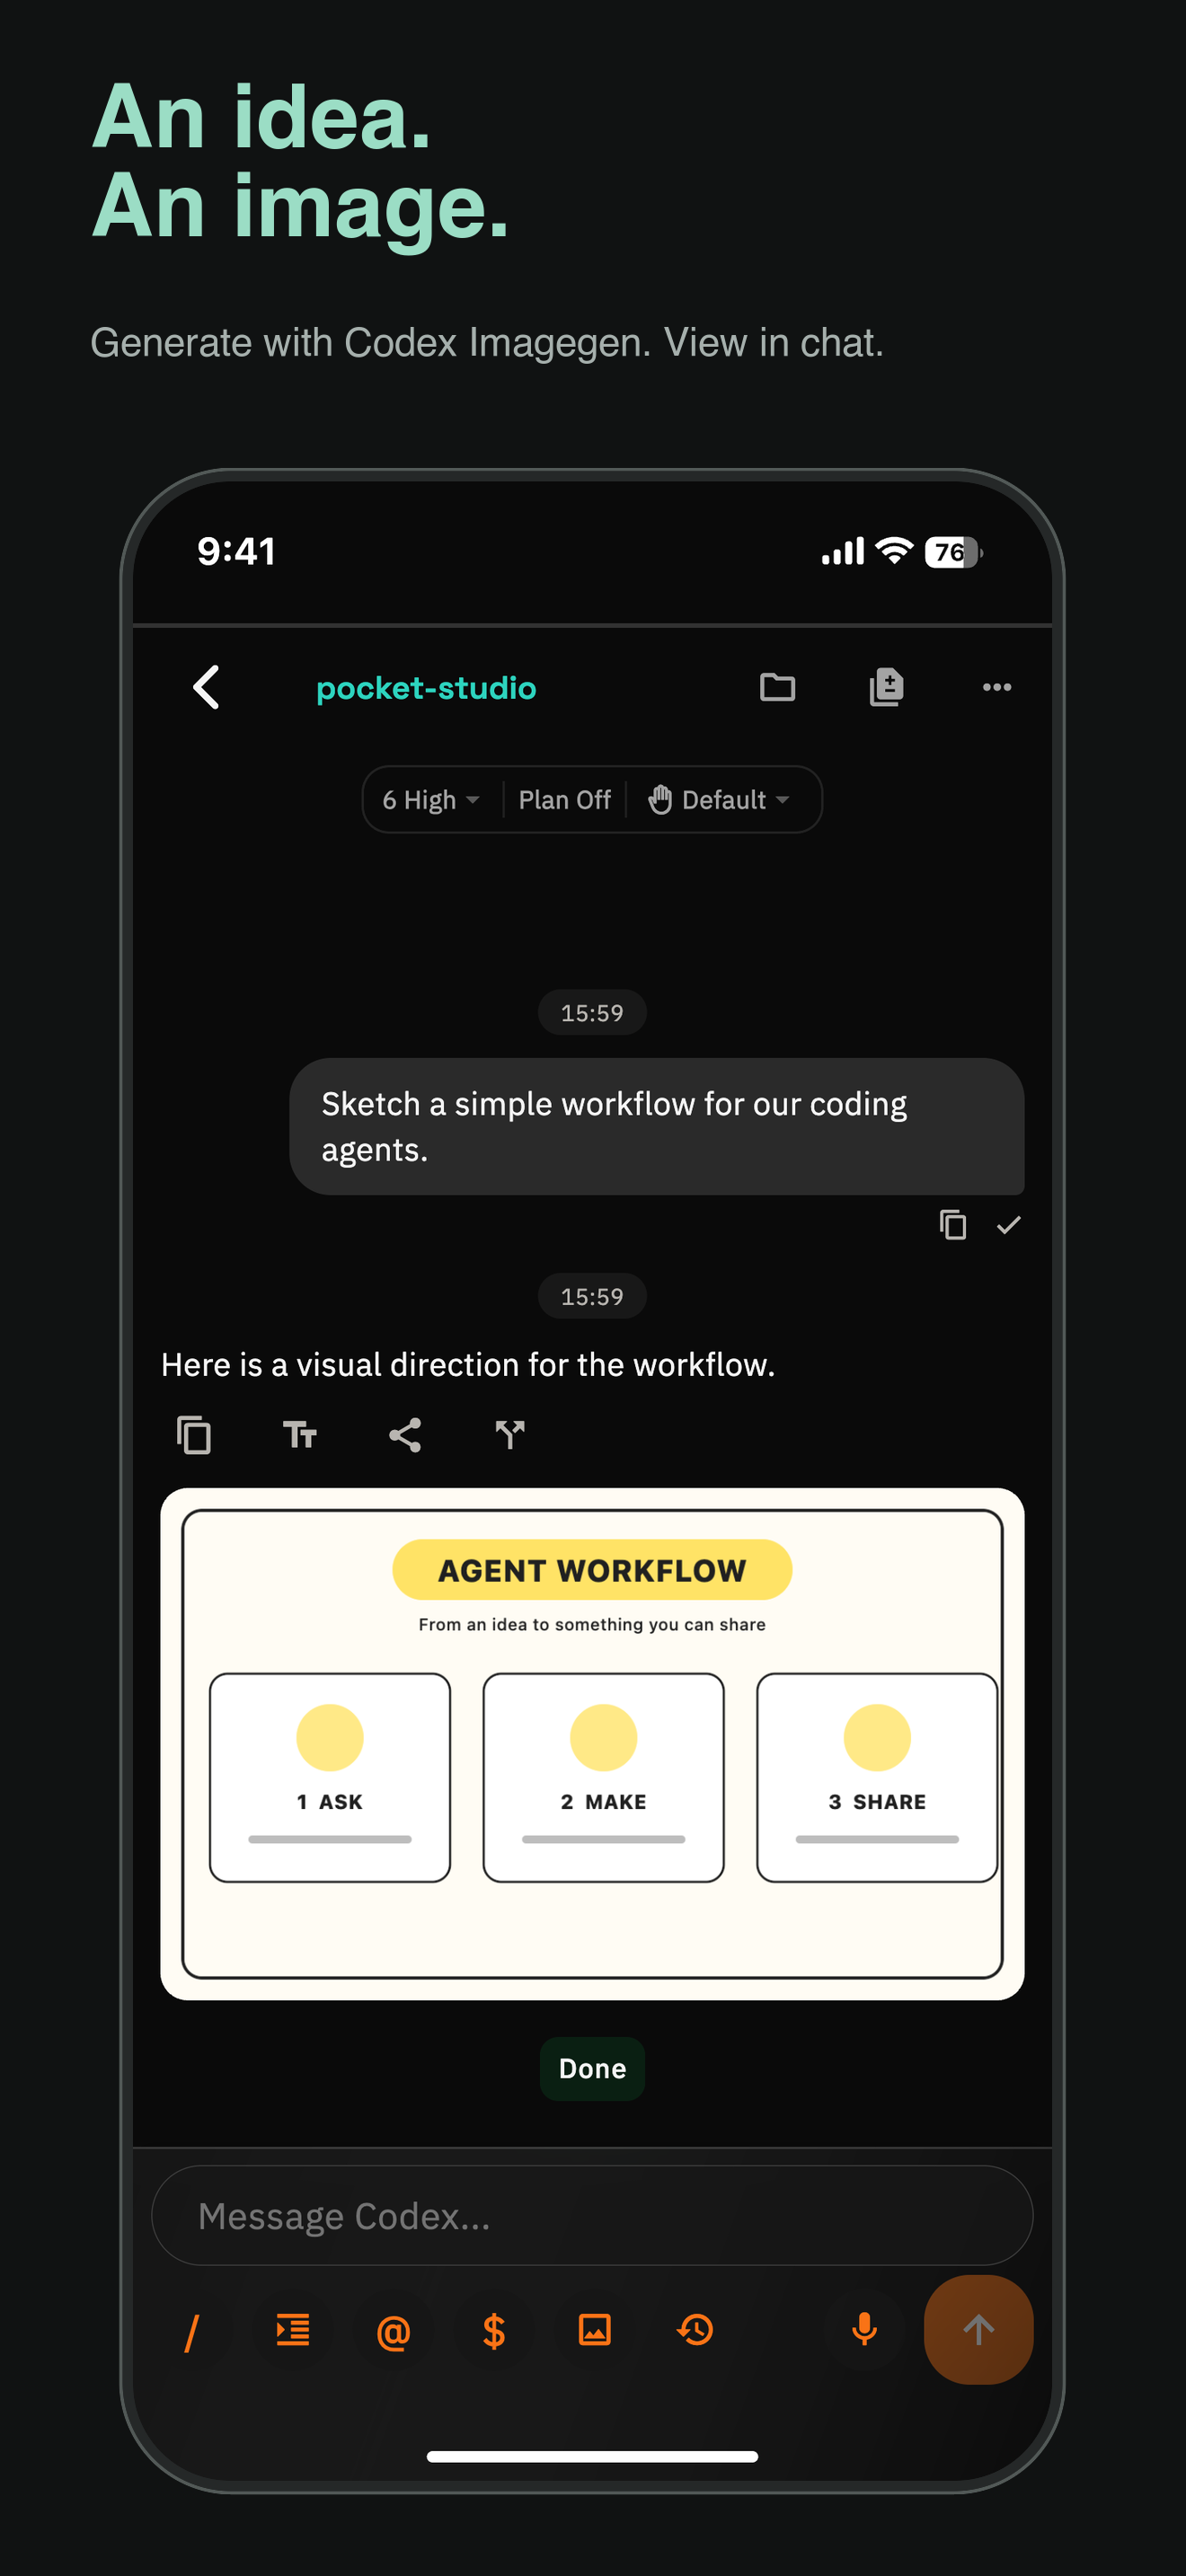 An idea.
An image.
Generate with Codex Imagegen. View in chat.
9:41
76
pocket-studio
6 High
Plan Off
Default
15:59
Sketch a simple workflow for our coding
agents.
15:59
Here is a visual direction for the workflow.
AGENT WORKFLOW
From an idea to something you can share
1 ASK
2 MAKE
3 SHARE
Done
Message Codex...
/
@
$